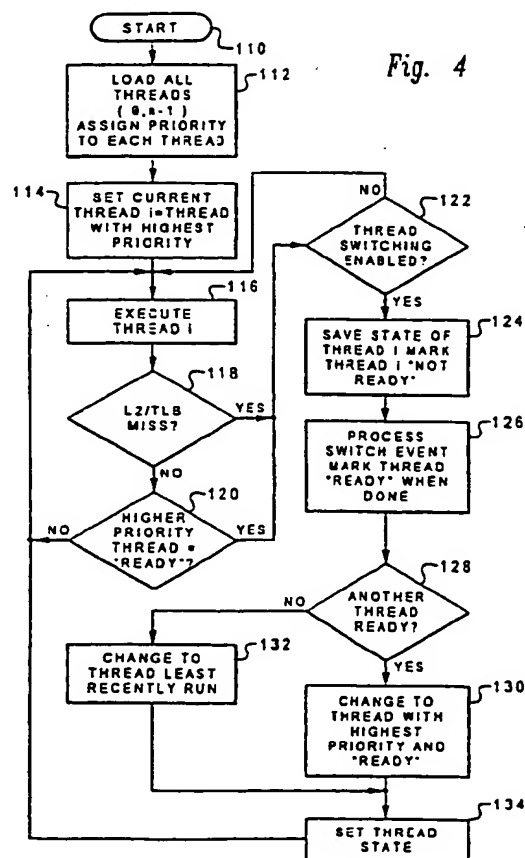 START
110
Fig. 4
112
LOAD ALL
THREADS
(0,n-1)
ASSIGN PRIORITY
TO EACH THREAD
114
SET CURRENT
THREAD i=THREAD
WITH HIGHEST
PRIORITY
NO
122
THREAD
SWITCHING
ENABLED?
YES
116
EXECUTE
THREAD i
124
SAVE STATE OF
THREAD I MARK
THREAD I "NOT
READY"
118
L2/TLB
MISS?
YES
NO
126
PROCESS
SWITCH EVENT
MARK THREAD
"READY" WHEN
DONE
120
HIGHER
PRIORITY
THREAD =
"READY"?
NO
YES
128
ANOTHER
THREAD
READY?
NO
YES
132
CHANGE TO
THREAD LEAST
RECENTLY RUN
130
CHANGE TO
THREAD WITH
HIGHEST
PRIORITY AND
"READY"
134
SET THREAD
STATE